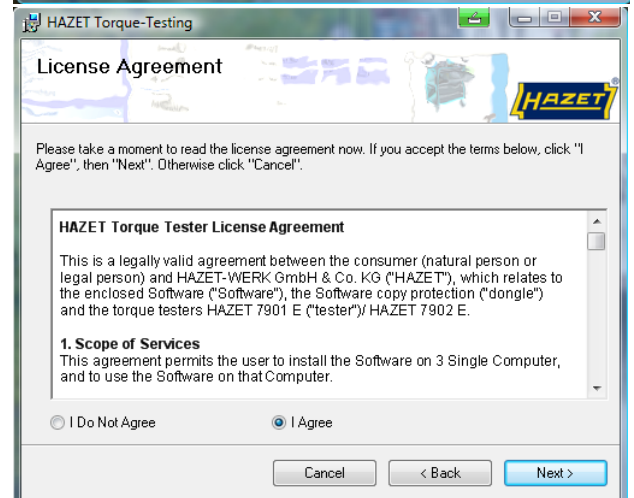 HAZET Torque-Testing
License Agreement
HAZET
Please take a moment to read the license agreement now. If you accept the terms below, click "I
Agree", then "Next". Otherwise click "Cancel".
HAZET Torque Tester License Agreement
This is a legally valid agreement between the consumer (natural person or
legal person) and HAZET-WERK GmbH & Co. KG ("HAZET"), which relates to
the enclosed Software ("Software"), the Software copy protection ("dongle")
and the torque testers HAZET 7901 E ("tester")/ HAZET 7902 E.
1. Scope of Services
This agreement permits the user to install the Software on 3 Single Computer,
and to use the Software on that Computer.
I Do Not Agree
I Agree
Cancel
< Back
Next >